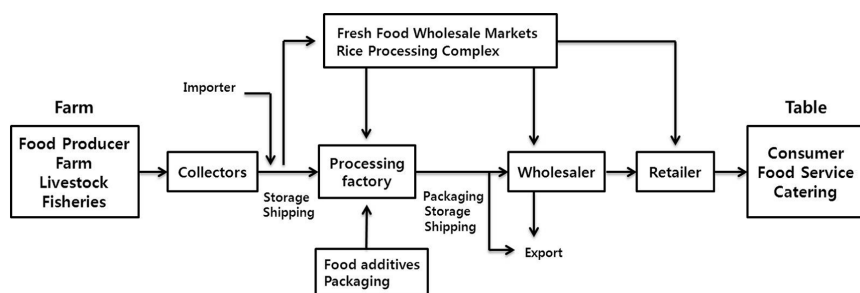 Fresh Food Wholesale Markets
Rice Processing Complex
Importer
Farm
Table
Food Producer
Farm
Livestock
Fisheries
Collectors
Storage
Shipping
Processing
factory
Packaging
Storage
Shipping
Wholesaler
Retailer
Consumer
Food Service
Catering
Export
Food additives
Packaging